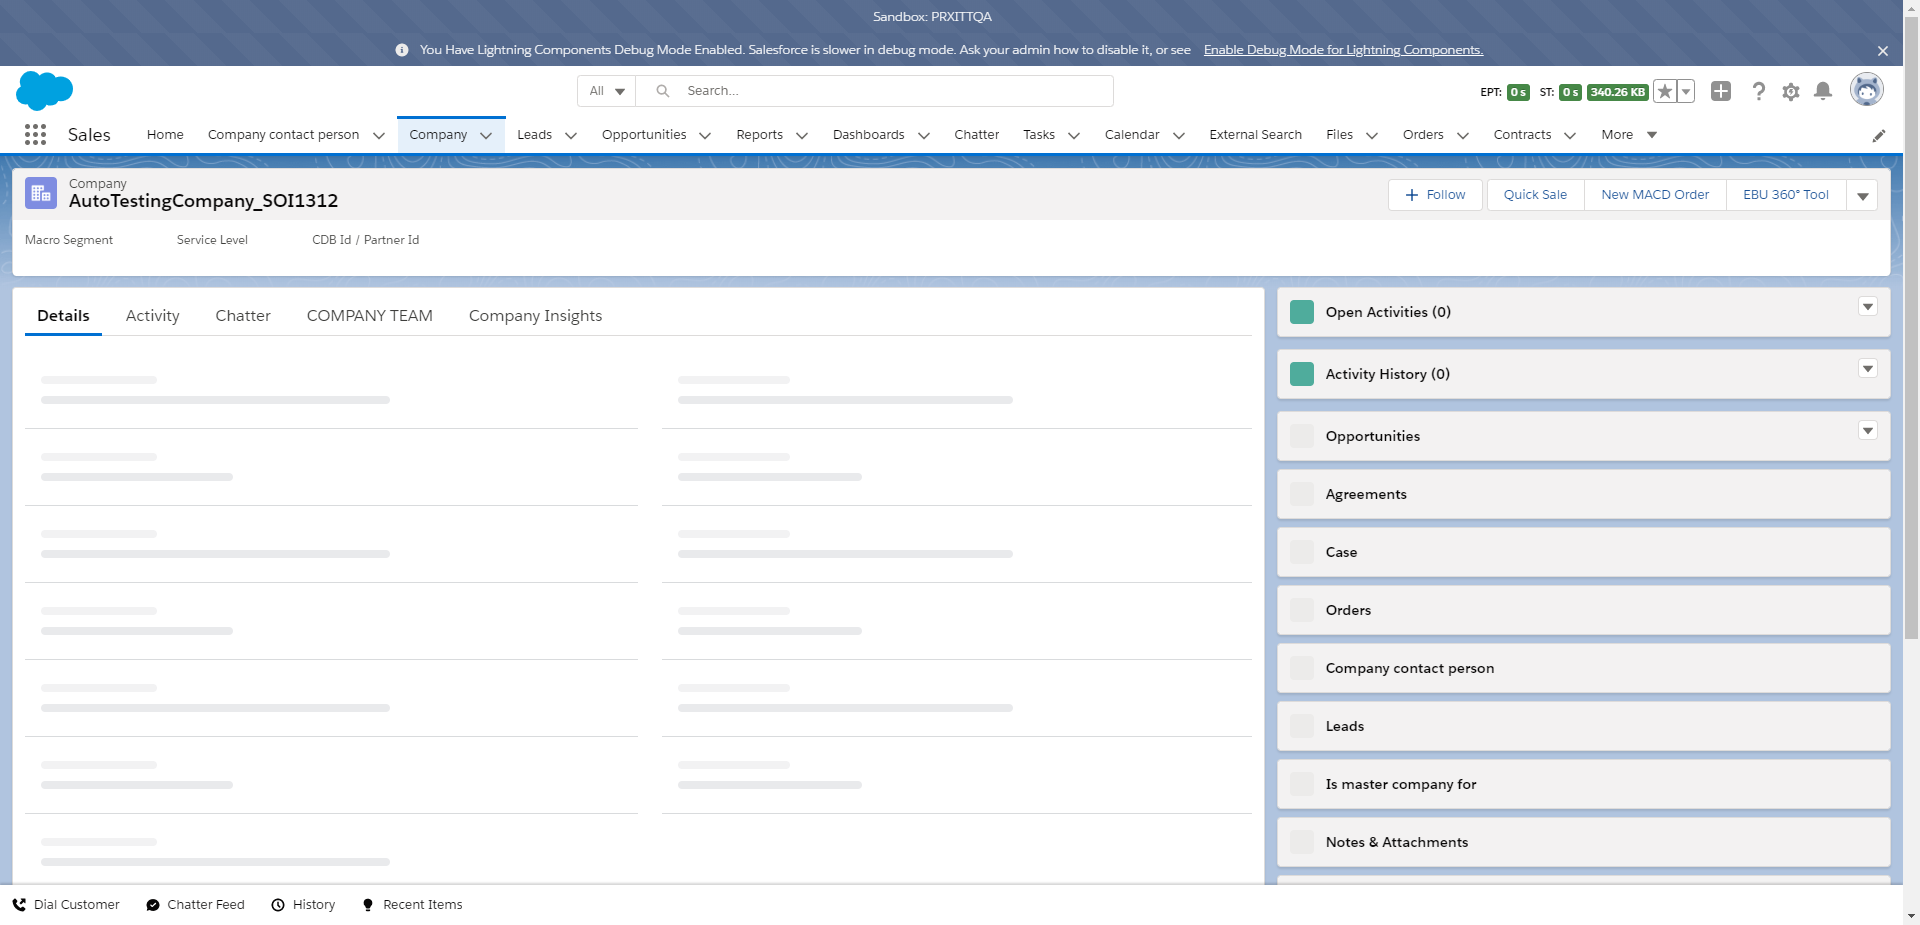 Sandbox: PRXITTQA
You Have Lightning Components Debug Mode Enabled. Salesforce is slower in debug mode. Ask your admin how to disable it, or see Enable Debug Mode for Lightning Components.
All Search...
EPT: 0 s ST: 0 s 340.26 KB
Sales Home Company contact person Company Leads Opportunities Reports Dashboards Chatter Tasks Calendar External Search Files Orders Contracts More
Company
AutoTestingCompany_SOI1312
Follow Quick Sale New MACD Order EBU 360° Tool
Macro Segment Service Level CDB Id / Partner Id
Details Activity Chatter COMPANY TEAM Company Insights
Open Activities (0)
Activity History (0)
Opportunities
Agreements
Case
Orders
Company contact person
Leads
Is master company for
Notes & Attachments
Dial Customer Chatter Feed History Recent Items